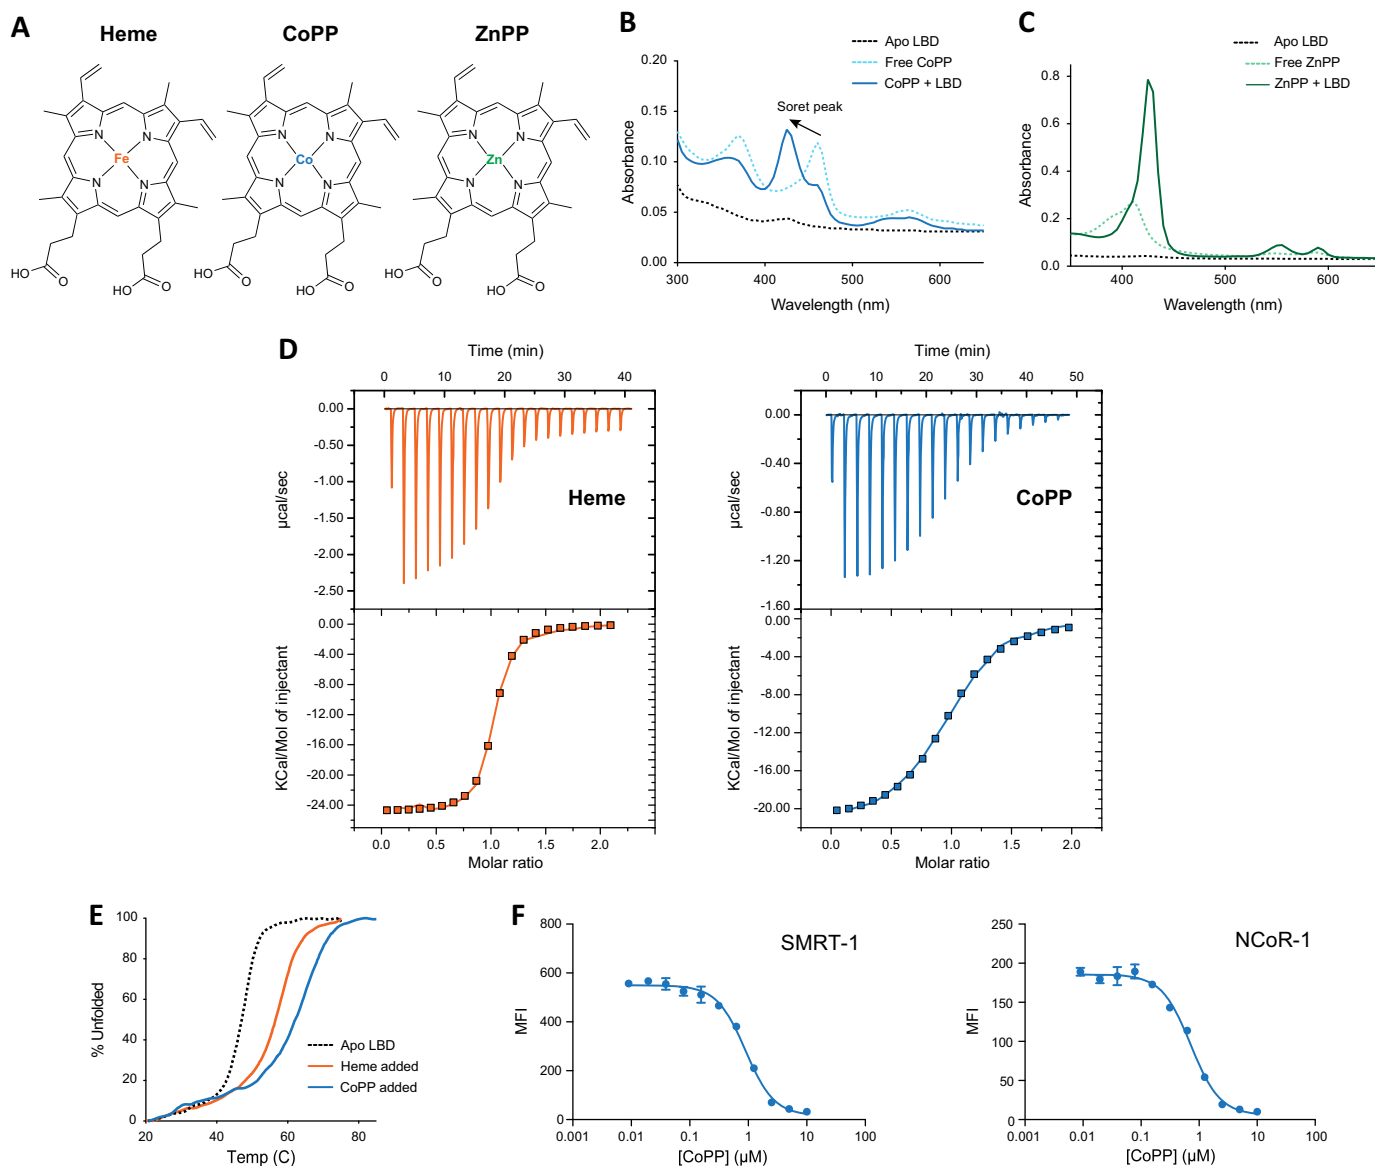 A
Heme
CoPP
ZnPP
Fe
N
N
N
N
HO
O
HO
O
Co
N
N
N
N
HO
O
HO
O
Zn
N
N
N
N
HO
O
HO
O
B
Apo LBD
Free CoPP
CoPP + LBD
Soret peak
Absorbance
0.20
0.15
0.10
0.05
0.00
300 400 500 600
Wavelength (nm)
C
Apo LBD
Free ZnPP
ZnPP + LBD
Absorbance
0.8
0.6
0.4
0.2
0.0
400 500 600
Wavelength (nm)
D
Time (min)
0 10 20 30 40
0.00
-0.50
-1.00
-1.50
-2.00
-2.50
µcal/sec
Heme
0.00
-4.00
-8.00
-12.00
-16.00
-20.00
-24.00
KCal/Mol of injectant
0.0 0.5 1.0 1.5 2.0
Molar ratio
Time (min)
0 10 20 30 40 50
0.00
-0.40
-0.80
-1.20
-1.60
µcal/sec
CoPP
0.00
-4.00
-8.00
-12.00
-16.00
-20.00
KCal/Mol of injectant
0.0 0.5 1.0 1.5 2.0
Molar ratio
E
100
80
60
40
20
0
% Unfolded
Apo LBD
Heme added
CoPP added
20 40 60 80
Temp (C)
F
SMRT-1
800
600
400
200
0
MFI
0.001 0.01 0.1 1 10 100
[CoPP] (µM)
NCoR-1
250
200
150
100
50
0
MFI
0.001 0.01 0.1 1 10 100
[CoPP] (µM)